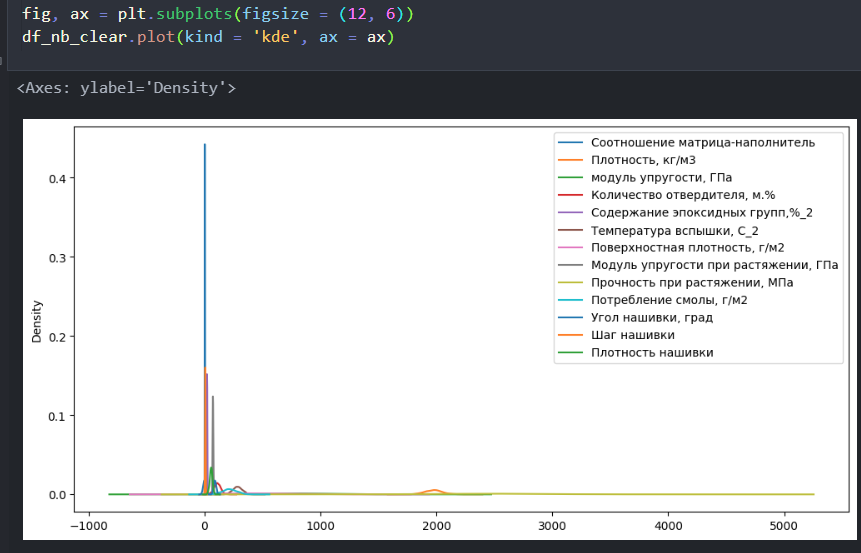 fig, ax = plt.subplots(figsize = (12, 6))
df_nb_clear.plot(kind = 'kde', ax = ax)
<Axes: ylabel='Density'>
Соотношение матрица-наполнитель
Плотность, кг/м3
модуль упругости, ГПа
Количество отвердителя, м.%
Содержание эпоксидных групп,%_2
Температура вспышки, С_2
Поверхностная плотность, г/м2
Модуль упругости при растяжении, ГПа
Прочность при растяжении, МПа
Потребление смолы, г/м2
Угол нашивки, град
Шаг нашивки
Плотность нашивки
Density
0.4
0.3
0.2
0.1
0.0
−1000 0 1000 2000 3000 4000 5000